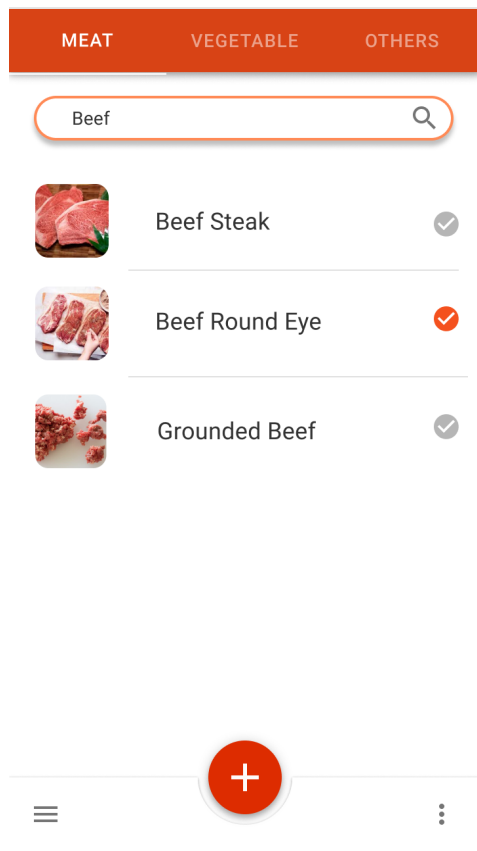 MEAT VEGETABLE OTHERS
Beef
Beef Steak
Beef Round Eye
Grounded Beef